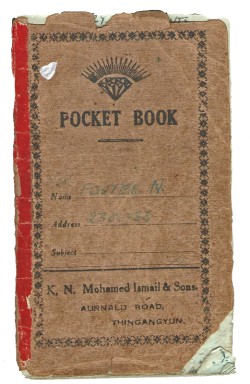 POCKET BOOK
Name
Address
Subject
K. N. Mohamed Ismail & Sons.
AURNALD ROAD,
THINGANGYUN.